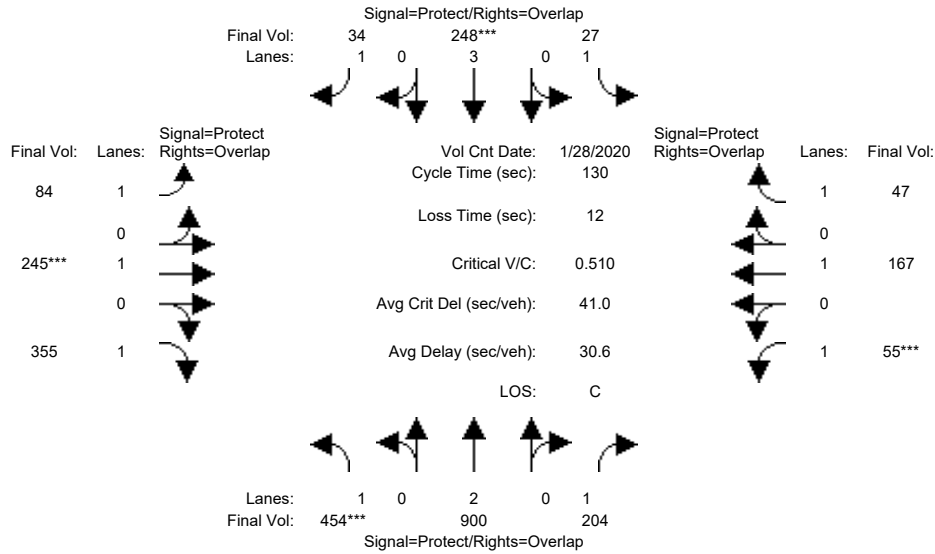 Signal=Protect/Rights=Overlap
Final Vol: 34 248*** 27
Lanes: 1 0 3 0 1
Signal=Protect Signal=Protect
Final Vol: Lanes: Rights=Overlap Vol Cnt Date: 1/28/2020 Rights=Overlap Lanes: Final Vol:
Cycle Time (sec): 130
84 1 1 47
Loss Time (sec): 12
0 0
245*** 1 Critical V/C: 0.510 1 167
0 Avg Crit Del (sec/veh): 41.0 0
355 1 Avg Delay (sec/veh): 30.6 1 55***
LOS: C
Lanes: 1 0 2 0 1
Final Vol: 454*** 900 204
Signal=Protect/Rights=Overlap